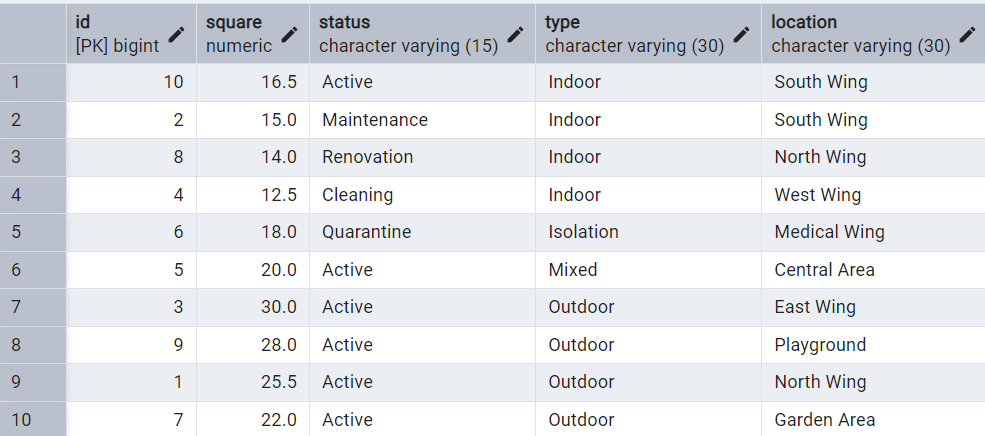 id square status type location
[PK] bigint numeric character varying (15) character varying (30) character varying (30)
1 10 16.5 Active Indoor South Wing
2 2 15.0 Maintenance Indoor South Wing
3 8 14.0 Renovation Indoor North Wing
4 4 12.5 Cleaning Indoor West Wing
5 6 18.0 Quarantine Isolation Medical Wing
6 5 20.0 Active Mixed Central Area
7 3 30.0 Active Outdoor East Wing
8 9 28.0 Active Outdoor Playground
9 1 25.5 Active Outdoor North Wing
10 7 22.0 Active Outdoor Garden Area